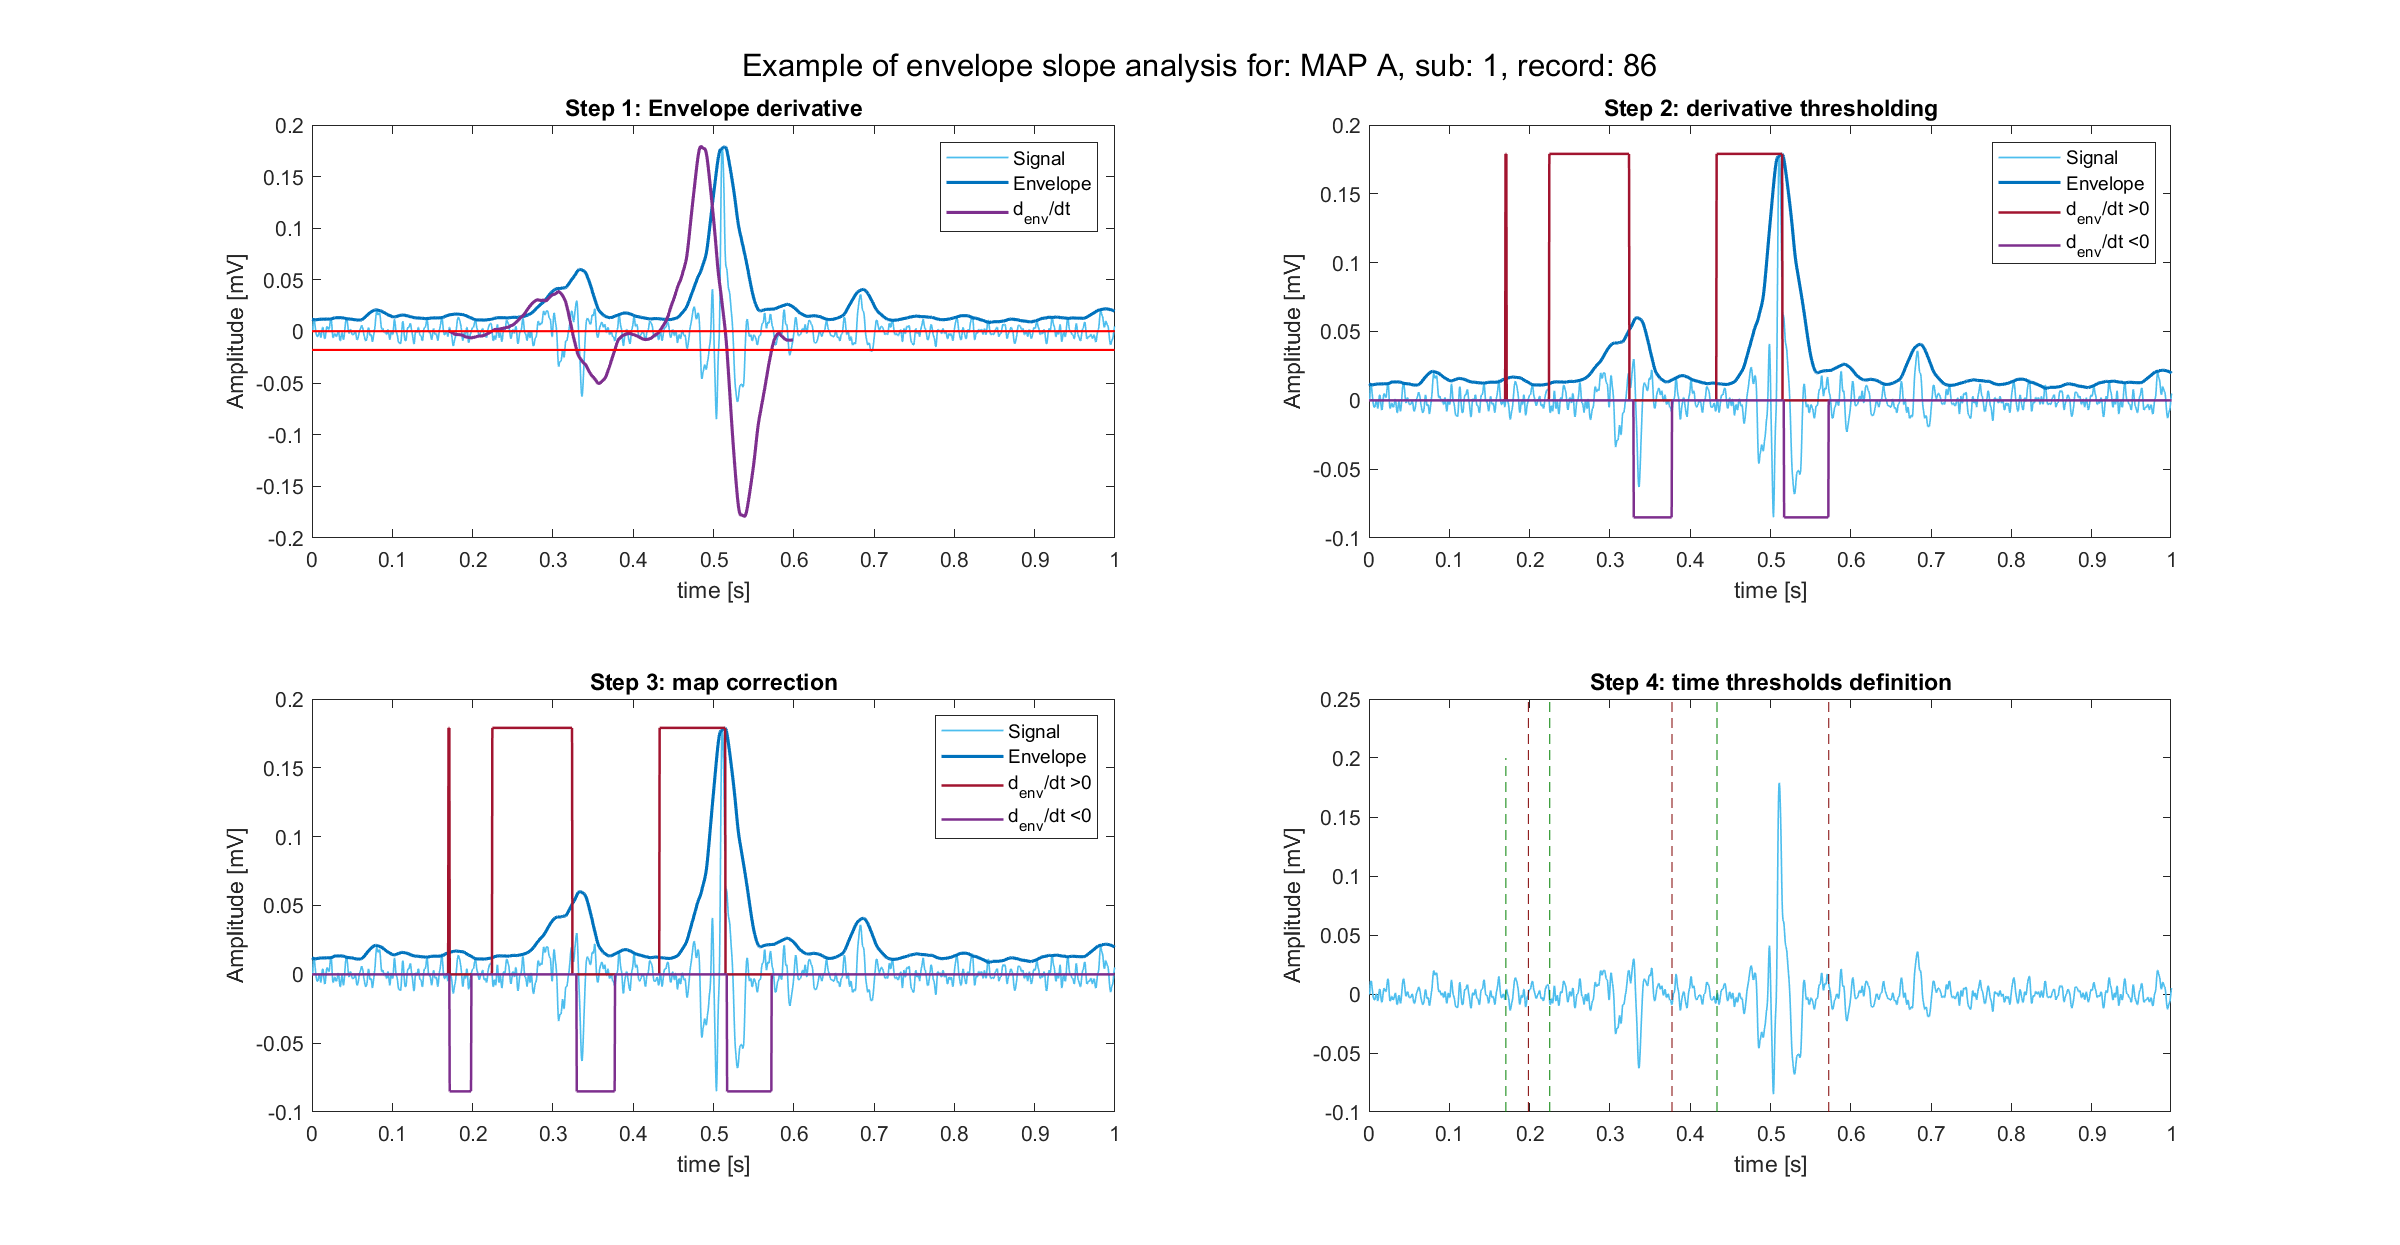 Example of envelope slope analysis for: MAP A, sub: 1, record: 86
Step 1: Envelope derivative
0.2
0.15
0.1
0.05
0
-0.05
-0.1
-0.15
-0.2
Amplitude [mV]
0 0.1 0.2 0.3 0.4 0.5 0.6 0.7 0.8 0.9 1
time [s]
Signal
Envelope
d_env/dt
Step 2: derivative thresholding
0.2
0.15
0.1
0.05
0
-0.05
-0.1
Amplitude [mV]
0 0.1 0.2 0.3 0.4 0.5 0.6 0.7 0.8 0.9 1
time [s]
Signal
Envelope
d_env/dt >0
d_env/dt <0
Step 3: map correction
0.2
0.15
0.1
0.05
0
-0.05
-0.1
Amplitude [mV]
0 0.1 0.2 0.3 0.4 0.5 0.6 0.7 0.8 0.9 1
time [s]
Signal
Envelope
d_env/dt >0
d_env/dt <0
Step 4: time thresholds definition
0.25
0.2
0.15
0.1
0.05
0
-0.05
-0.1
Amplitude [mV]
0 0.1 0.2 0.3 0.4 0.5 0.6 0.7 0.8 0.9 1
time [s]